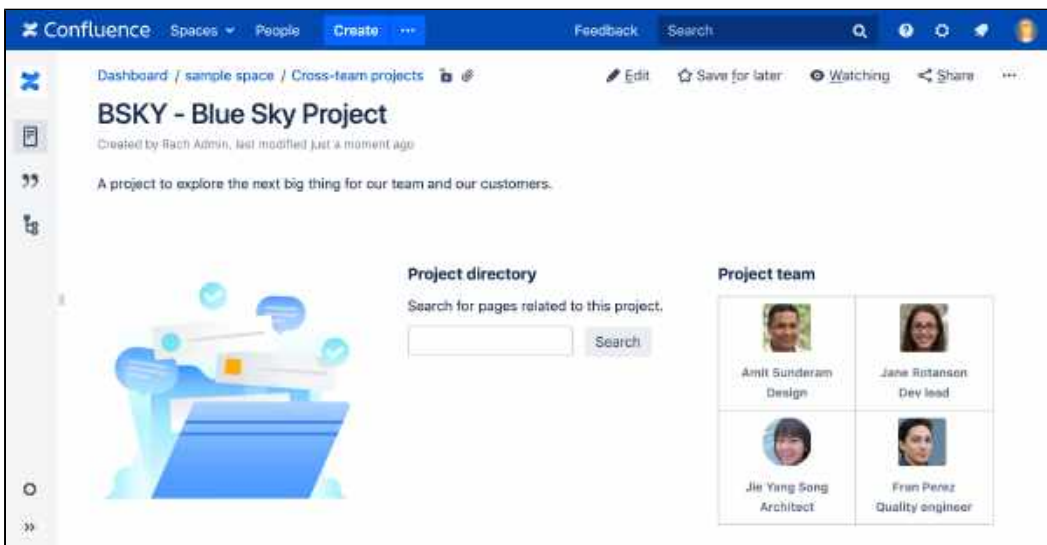 Confluence Spaces People Create ··· Feedback Search
Dashboard / sample space / Cross-team projects Edit Save for later Watching Share ···
BSKY - Blue Sky Project
Created by Rach Admin, last modified just a moment ago
A project to explore the next big thing for our team and our customers.
Project directory
Search for pages related to this project.
Search
Project team
Amit Sunderam
Design
Jane Rotanson
Dev lead
Jie Yang Song
Architect
Fran Perez
Quality engineer